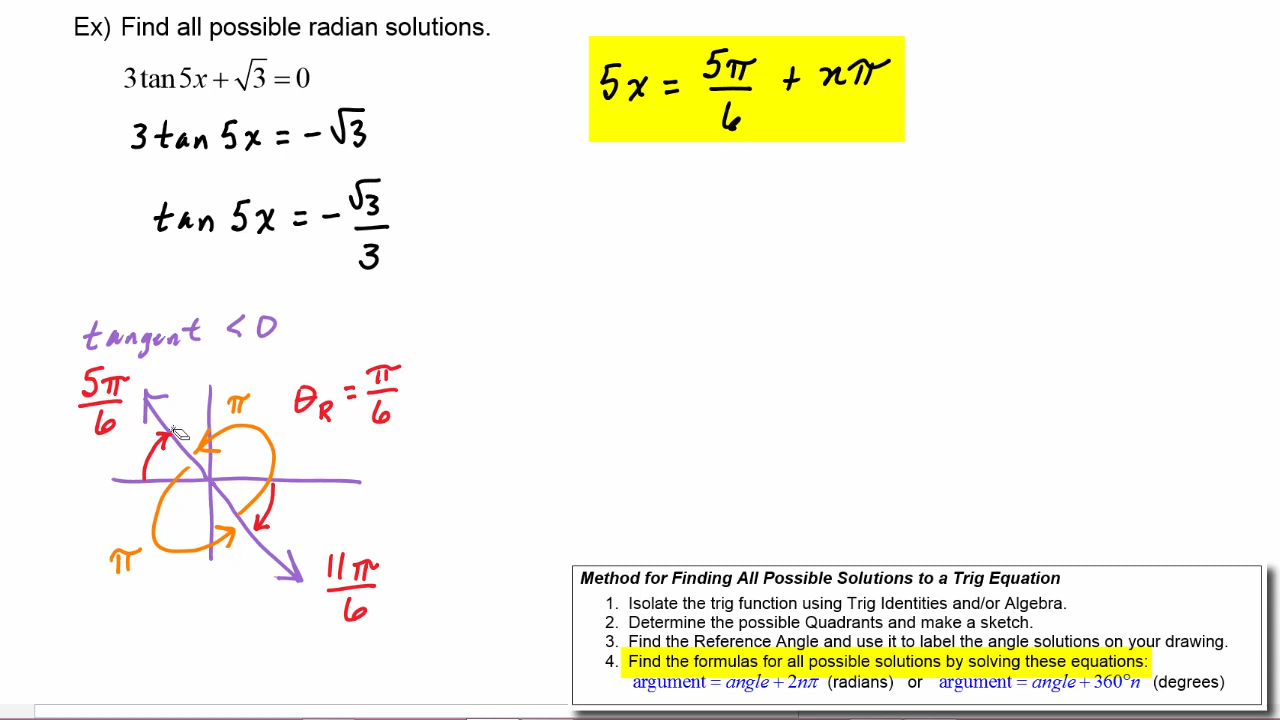 Ex) Find all possible radian solutions.
3 tan 5x + √3 = 0
3 tan 5x = - √3
tan 5x = - √3/3
5x = 5π/6 + nπ
tangent < 0
5π/6
π
θR = π/6
π
11π/6
Method for Finding All Possible Solutions to a Trig Equation
1. Isolate the trig function using Trig Identities and/or Algebra.
2. Determine the possible Quadrants and make a sketch.
3. Find the Reference Angle and use it to label the angle solutions on your drawing.
4. Find the formulas for all possible solutions by solving these equations:
argument = angle + 2nπ (radians) or argument = angle + 360°n (degrees)